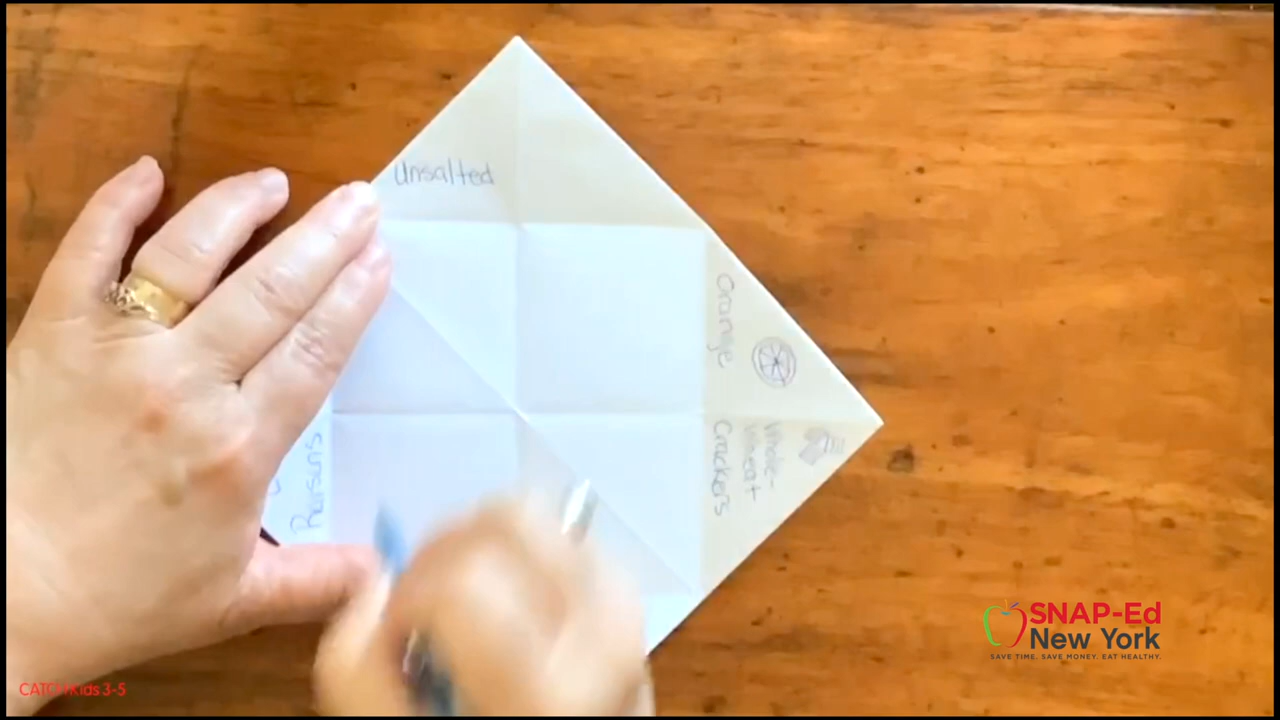 Unsalted
Orange
Whole-
Wheat
Crackers
Raisins
SNAP-Ed
New York
SAVE TIME. SAVE MONEY. EAT HEALTHY.
CATCH Kids 3-5